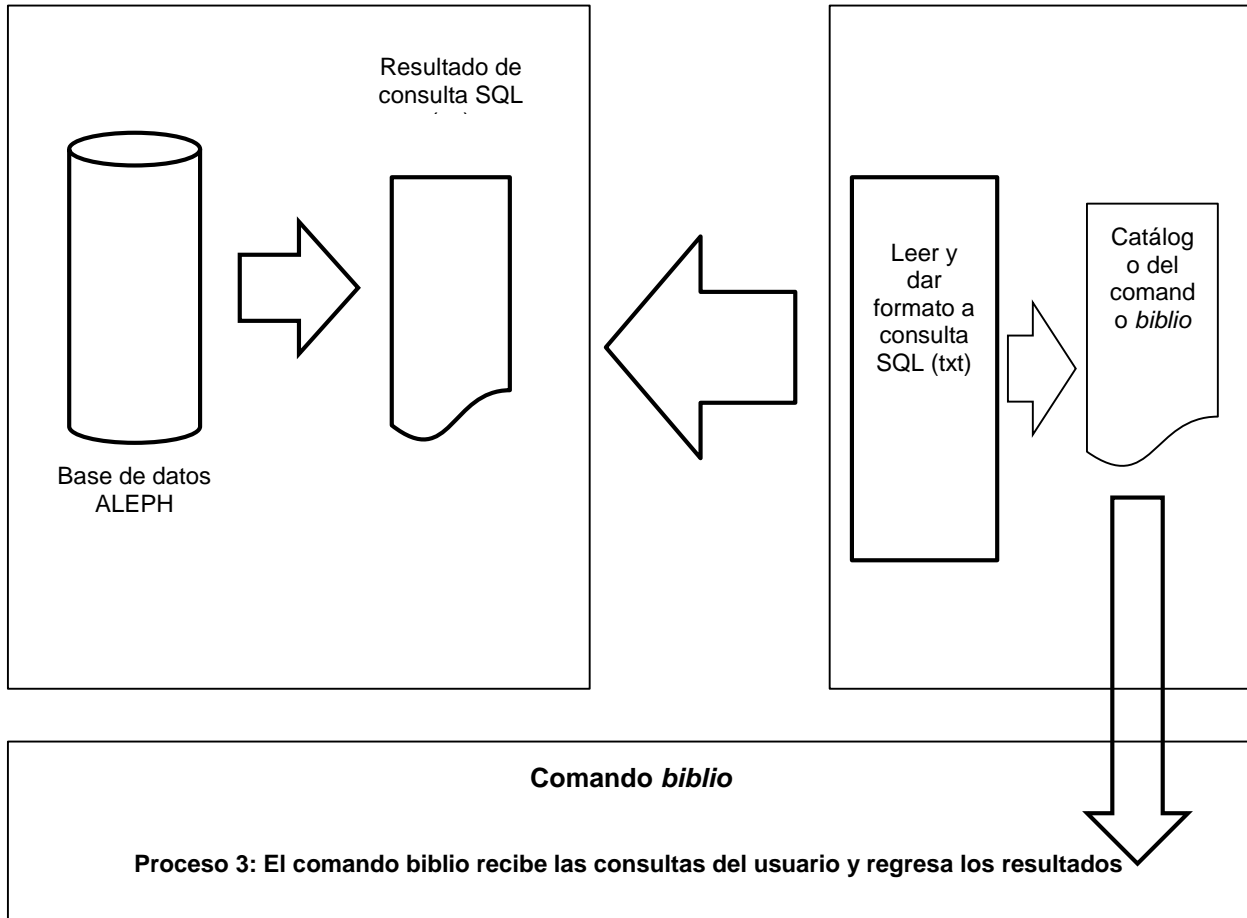 Resultado de
consulta SQL
Base de datos
ALEPH
Leer y
dar
formato a
consulta
SQL (txt)
Catálog
o del
comand
o biblio
Comando biblio
Proceso 3: El comando biblio recibe las consultas del usuario y regresa los resultados